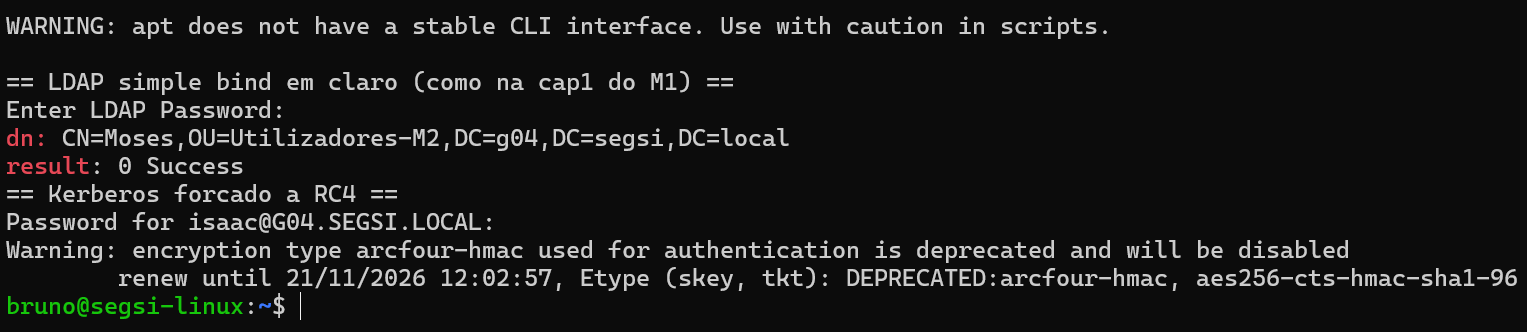 WARNING: apt does not have a stable CLI interface. Use with caution in scripts.
== LDAP simple bind em claro (como na cap1 do M1) ==
Enter LDAP Password:
dn: CN=Moses,OU=Utilizadores-M2,DC=g04,DC=segsi,DC=local
result: 0 Success
== Kerberos forcado a RC4 ==
Password for isaac@G04.SEGSI.LOCAL:
Warning: encryption type arcfour-hmac used for authentication is deprecated and will be disabled
        renew until 21/11/2026 12:02:57, Etype (skey, tkt): DEPRECATED:arcfour-hmac, aes256-cts-hmac-sha1-96
bruno@segsi-linux:~$